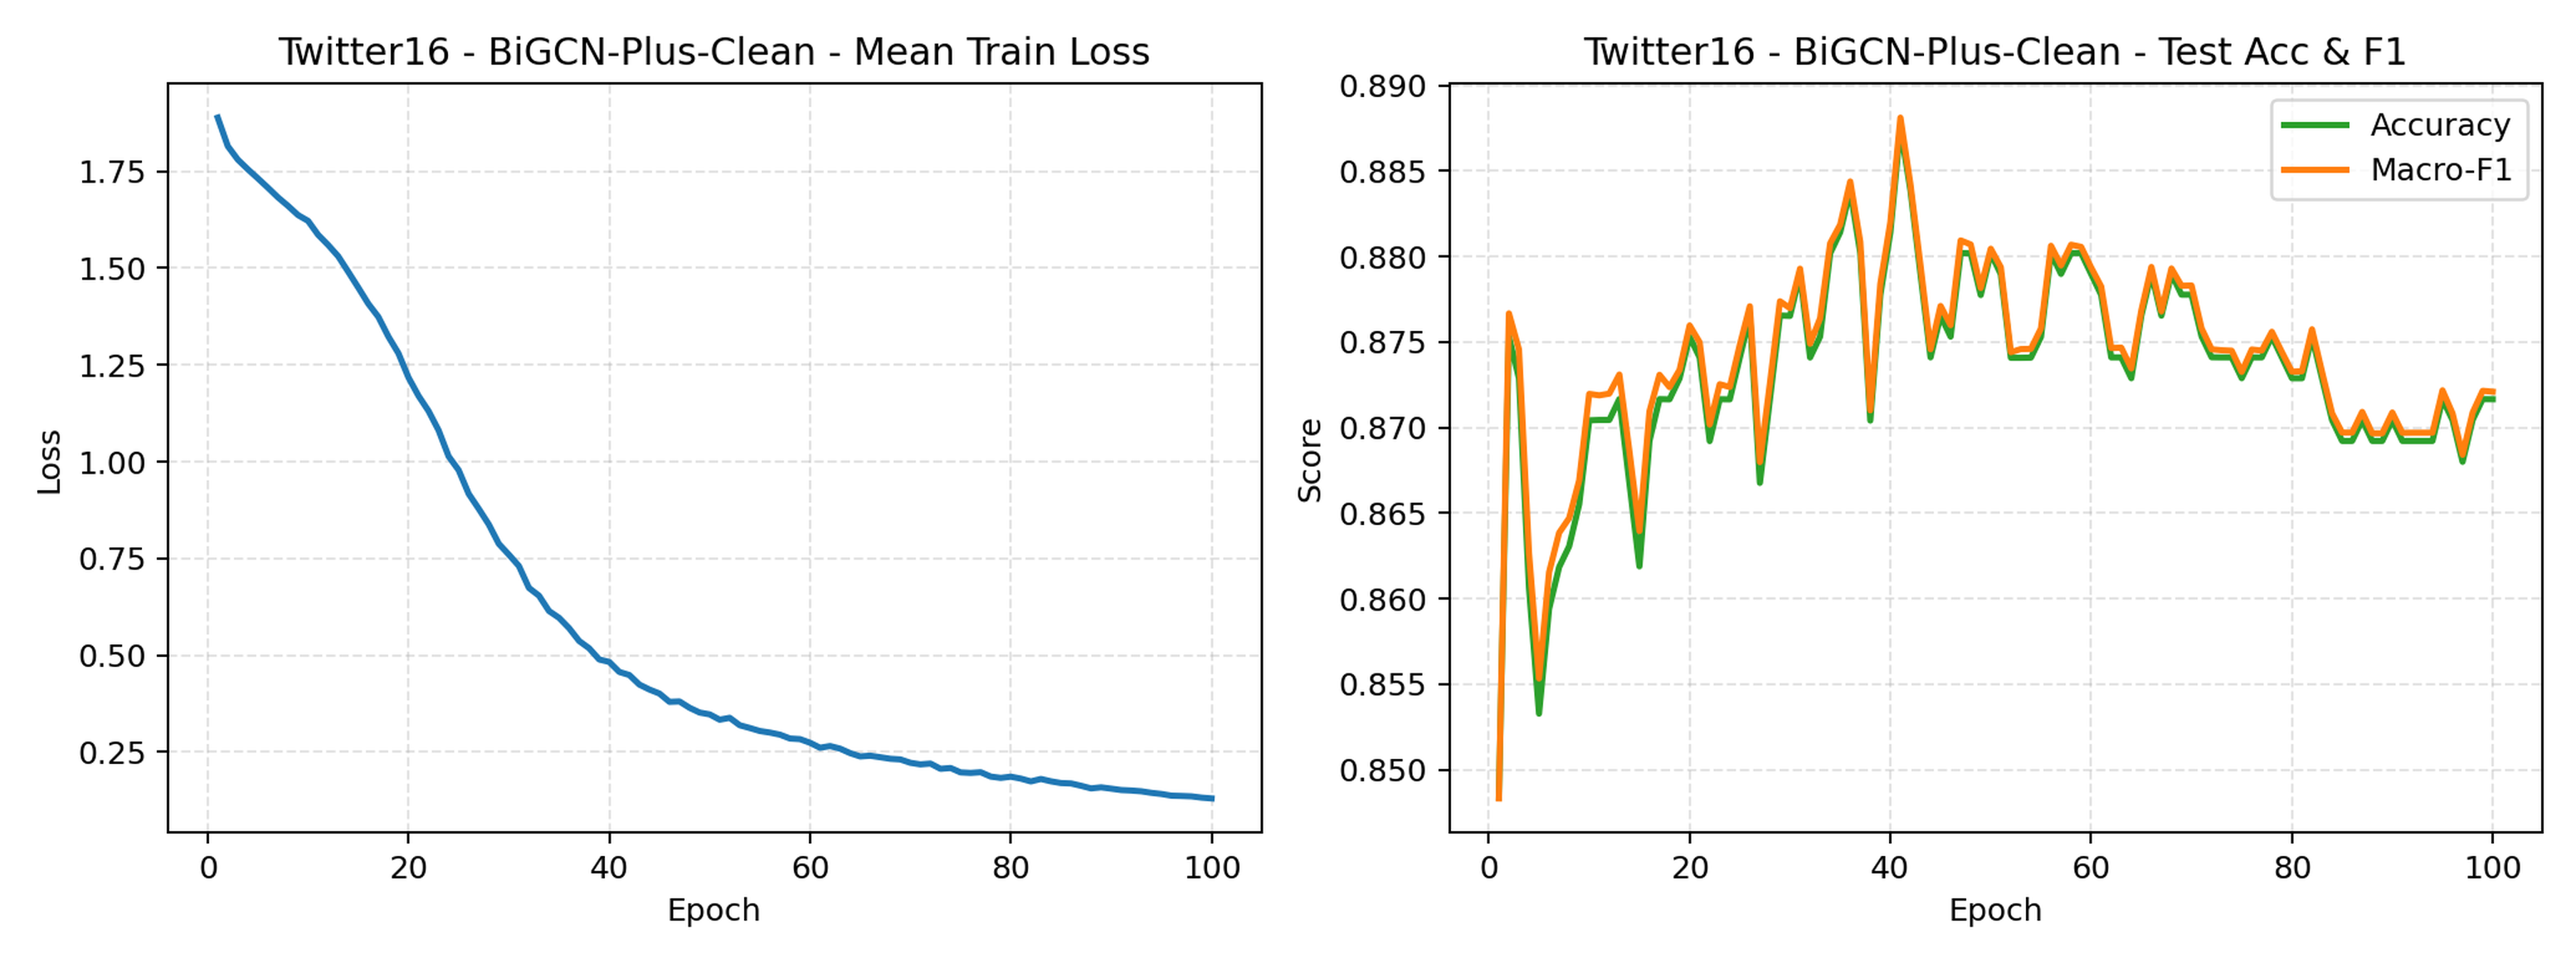 Twitter16 - BiGCN-Plus-Clean - Mean Train Loss
1.75
1.50
1.25
1.00
0.75
0.50
0.25
Loss
0 20 40 60 80 100
Epoch
Twitter16 - BiGCN-Plus-Clean - Test Acc & F1
0.890
0.885
0.880
0.875
0.870
0.865
0.860
0.855
0.850
Score
Accuracy
Macro-F1
0 20 40 60 80 100
Epoch